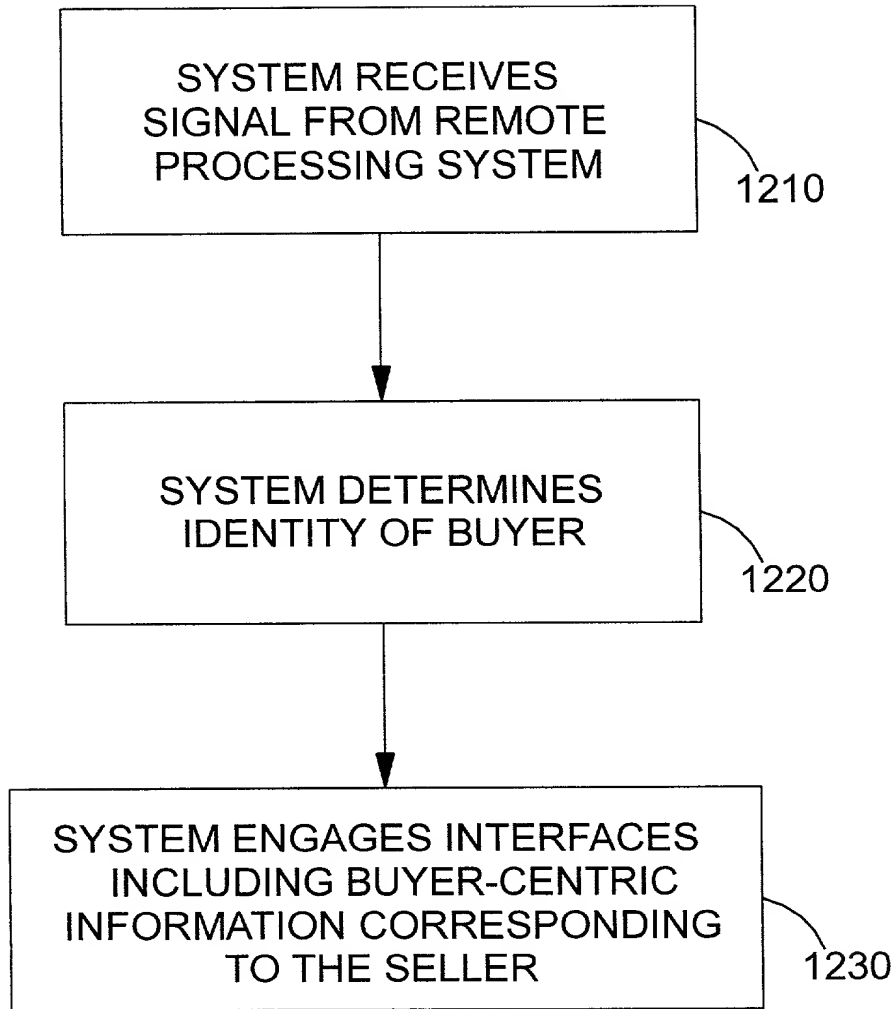 SYSTEM RECEIVES
SIGNAL FROM REMOTE
PROCESSING SYSTEM
1210
SYSTEM DETERMINES
IDENTITY OF BUYER
1220
SYSTEM ENGAGES INTERFACES
INCLUDING BUYER-CENTRIC
INFORMATION CORRESPONDING
TO THE SELLER
1230